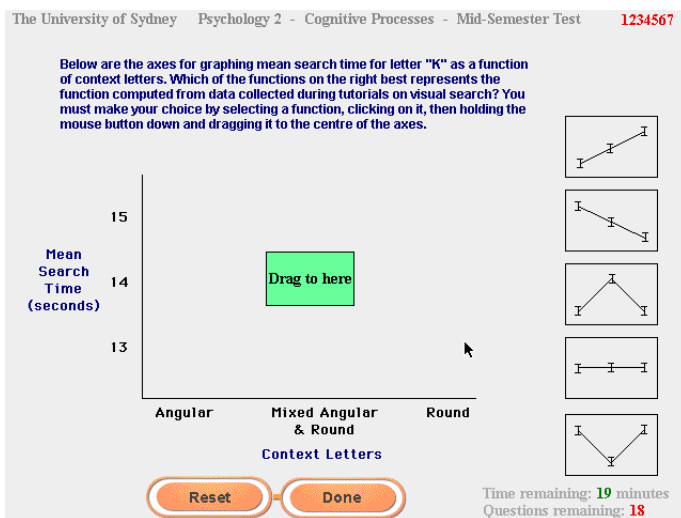 The University of Sydney Psychology 2 - Cognitive Processes - Mid-Semester Test 1234567
Below are the axes for graphing mean search time for letter "K" as a function
of context letters. Which of the functions on the right best represents the
function computed from data collected during tutorials on visual search? You
must make your choice by selecting a function, clicking on it, then holding the
mouse button down and dragging it to the centre of the axes.
15
Mean
Search
Time
(seconds)
14
Drag to here
13
Angular Mixed Angular Round
& Round
Context Letters
Reset Done
Time remaining: 19 minutes
Questions remaining: 18